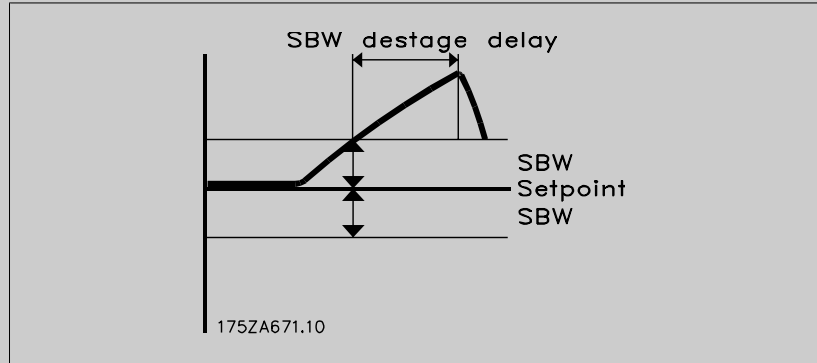 SBW destage delay
SBW
Setpoint
SBW
175ZA671.10